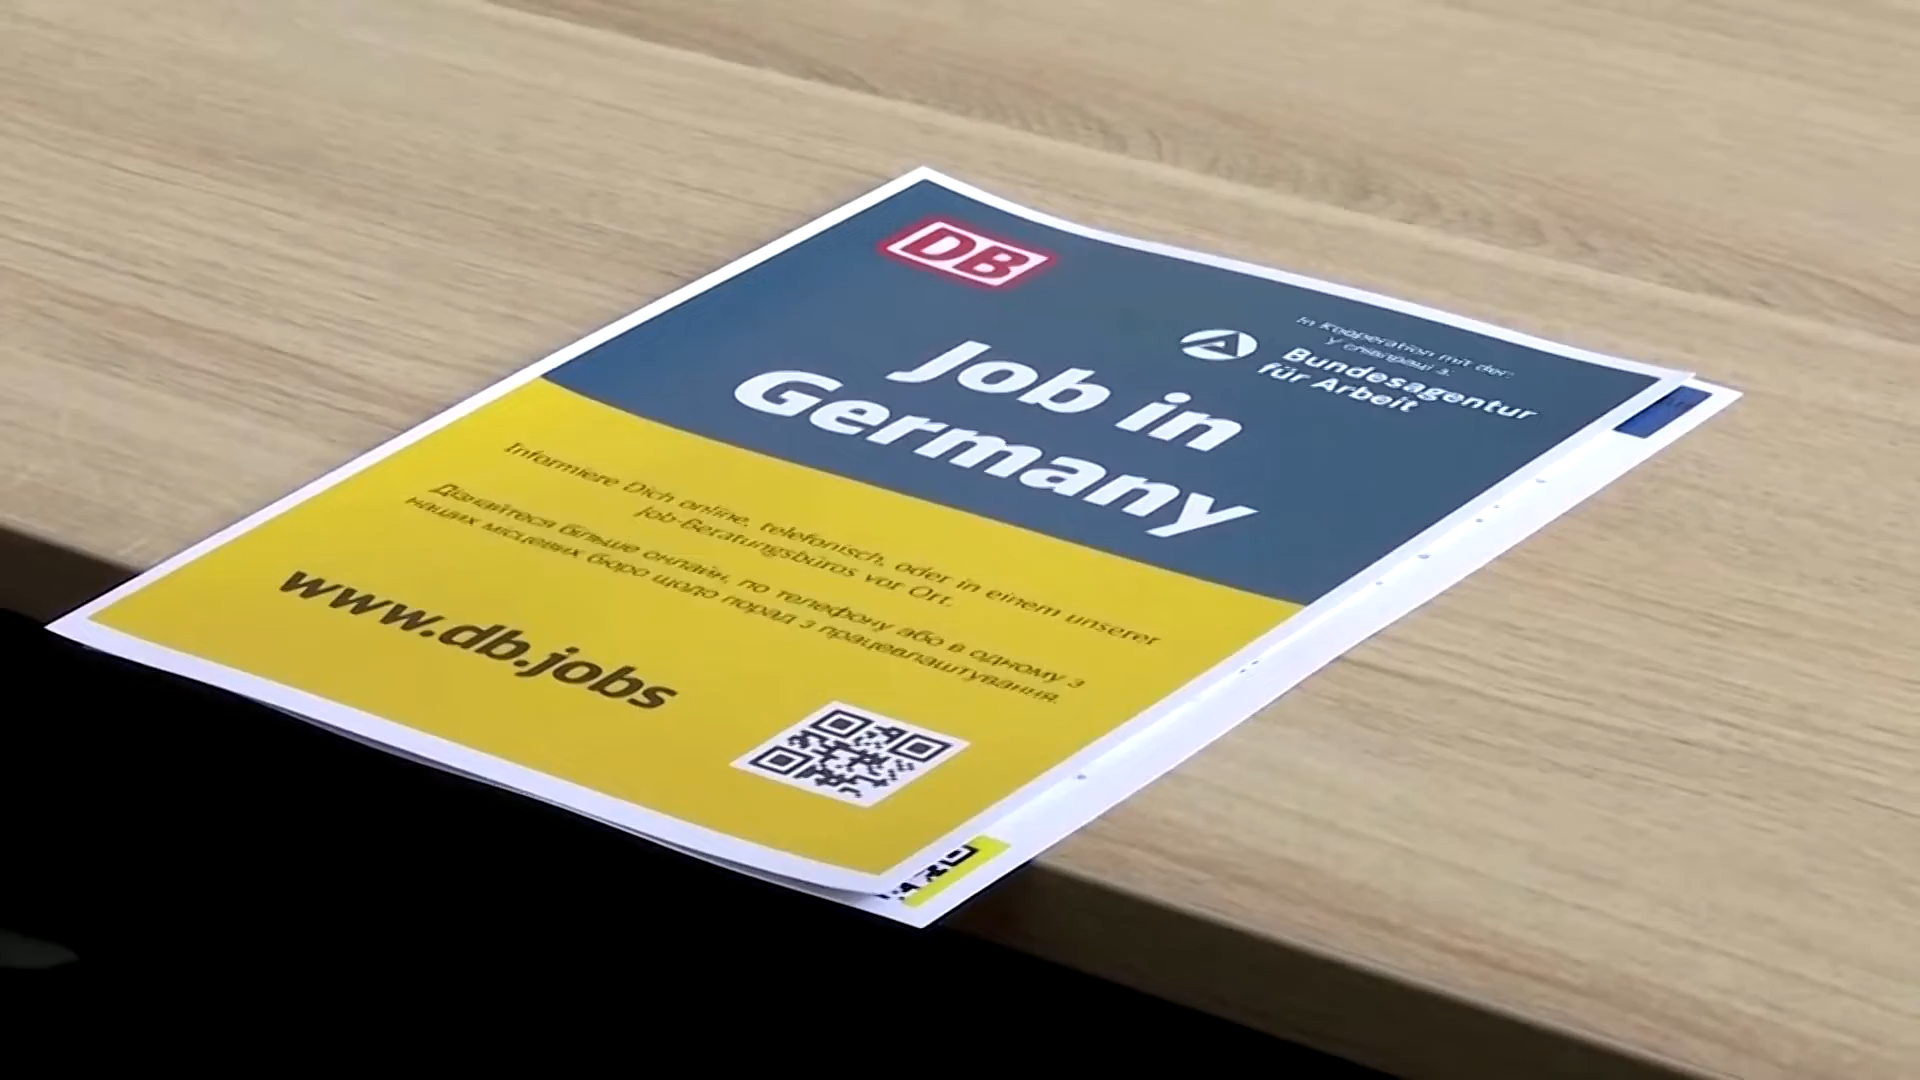 DB
In Kooperation mit der:
У співпраці з:
Bundesagentur
für Arbeit
Job in
Germany
Informiere Dich online, telefonisch, oder in einem unserer
Job-Beratungsbüros vor Ort.
Дізнайтеся більше онлайн, по телефону або в одному з
наших місцевих бюро щодо порад з працевлаштування.
www.db.jobs